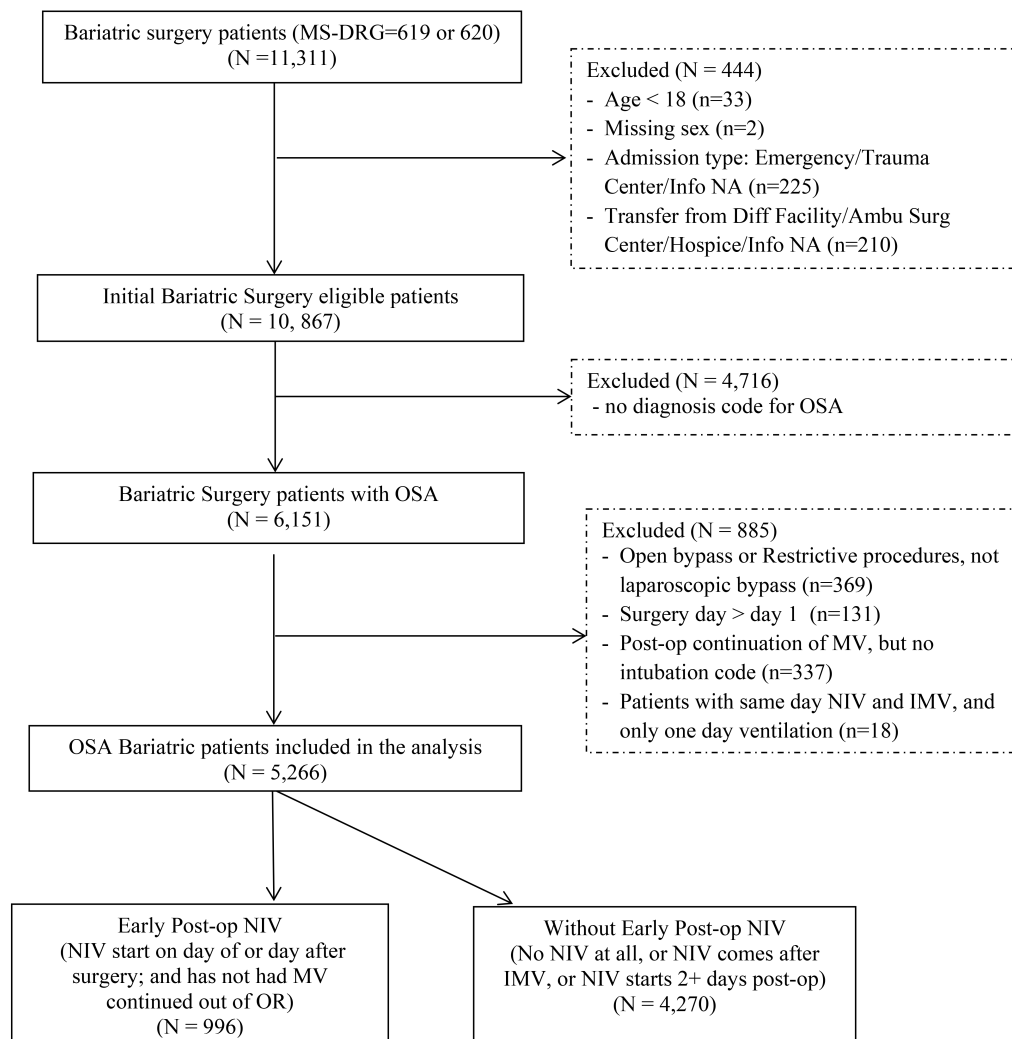 Bariatric surgery patients (MS-DRG=619 or 620)
(N =11,311)
Excluded (N = 444)
- Age < 18 (n=33)
- Missing sex (n=2)
- Admission type: Emergency/Trauma
Center/Info NA (n=225)
- Transfer from Diff Facility/Ambu Surg
Center/Hospice/Info NA (n=210)
Initial Bariatric Surgery eligible patients
(N = 10, 867)
Excluded (N = 4,716)
- no diagnosis code for OSA
Bariatric Surgery patients with OSA
(N = 6,151)
Excluded (N = 885)
- Open bypass or Restrictive procedures, not
laparoscopic bypass (n=369)
- Surgery day > day 1 (n=131)
- Post-op continuation of MV, but no
intubation code (n=337)
- Patients with same day NIV and IMV, and
only one day ventilation (n=18)
OSA Bariatric patients included in the analysis
(N = 5,266)
Early Post-op NIV
(NIV start on day of or day after
surgery; and has not had MV
continued out of OR)
(N = 996)
Without Early Post-op NIV
(No NIV at all, or NIV comes after
IMV, or NIV starts 2+ days post-op)
(N = 4,270)